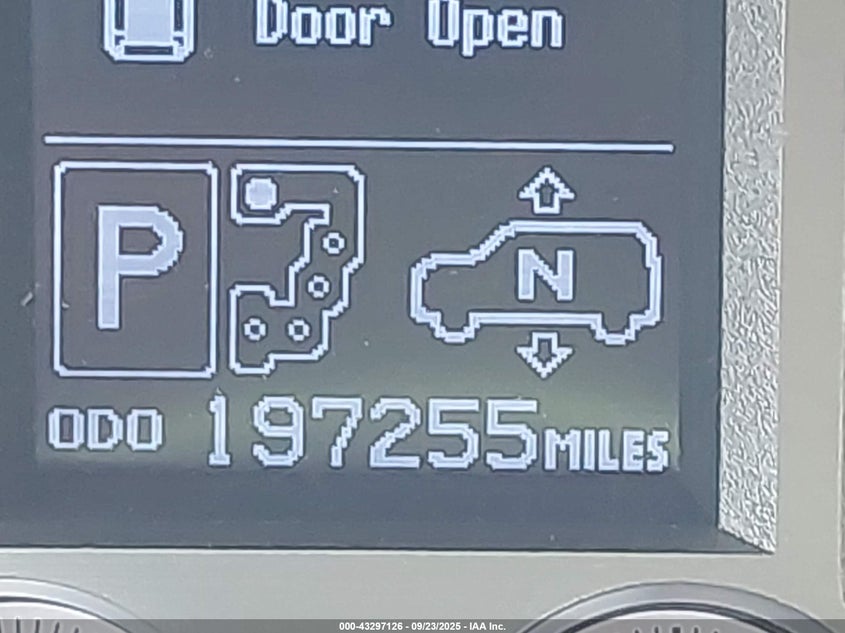 Door Open
P
N
ODO 197255 MILES
000-43297126 - 09/23/2025 - IAA Inc.